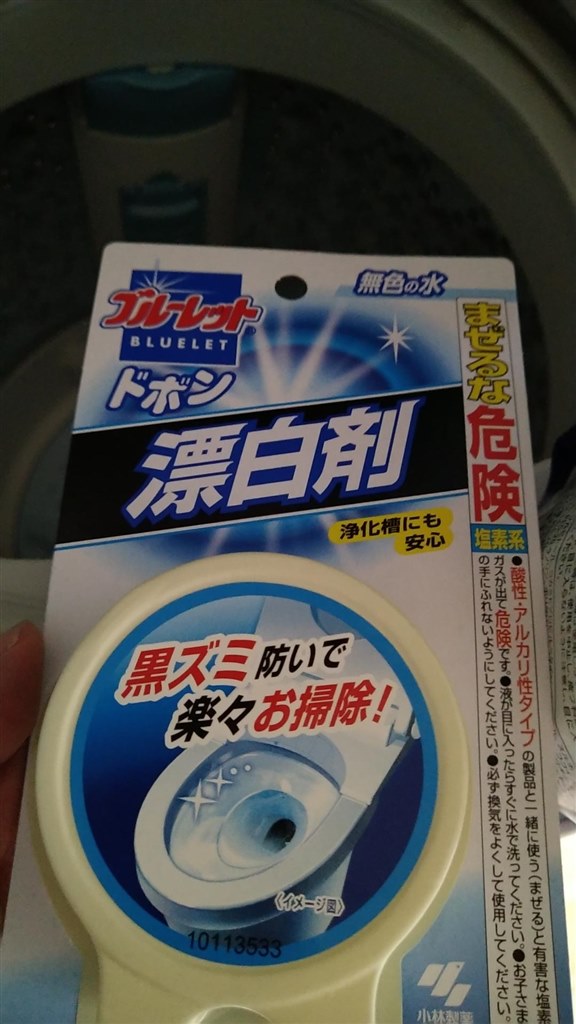 無色の水
ブルーレット
BLUELET
ドボン
漂白剤
浄化槽にも
安心
まぜるな
危険
塩素系
●酸性・アルカリ性タイプの製品と一緒に使う(まぜる)と有害な塩素
ガスが出て危険です。●液が目に入ったらすぐに水で洗ってください。●お子さま
の手にふれないようにしてください。●必ず換気をよくして使用してください。
黒ズミ防いで
楽々お掃除!
〈イメージ図〉
10113533
小林製薬